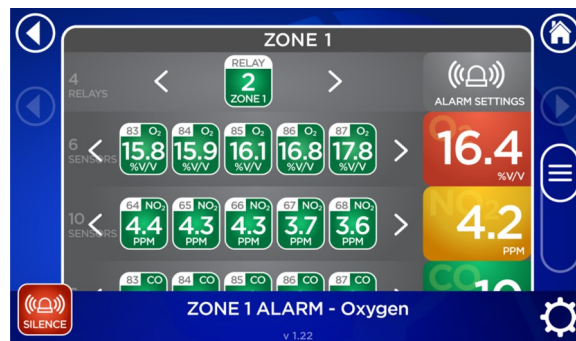 ZONE 1
RELAY
2
ZONE 1
4
RELAYS
ALARM SETTINGS
83 O₂ 84 O₂ 85 O₂ 86 O₂ 87 O₂
15.8 15.9 16.1 16.8 17.8
%V/V %V/V %V/V %V/V %V/V
6
SENSORS
O₂
16.4
%V/V
64 NO₂ 65 NO₂ 66 NO₂ 67 NO₂ 68 NO₂
4.4 4.3 4.3 3.7 3.6
PPM PPM PPM PPM PPM
10
SENSORS
NO₂
4.2
PPM
83 CO 84 CO 85 CO 86 CO 87 CO
CO
10
SILENCE
ZONE 1 ALARM - Oxygen
v 1.22